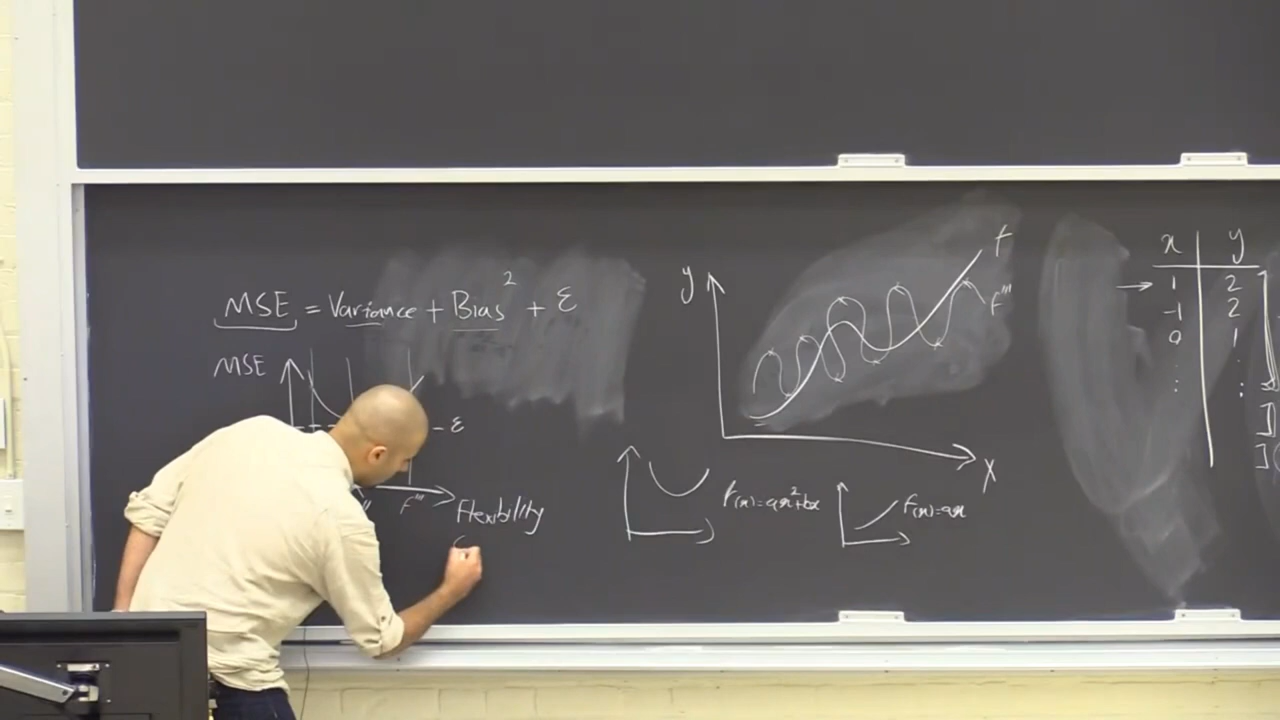 MSE = Variance + Bias² + ε
MSE
ε
F'''
Flexibility
y
f
F'''
x
F(x)=ax²+bx
F(x)=ax
x y
→ 1 2
-1 2
0 1
: :